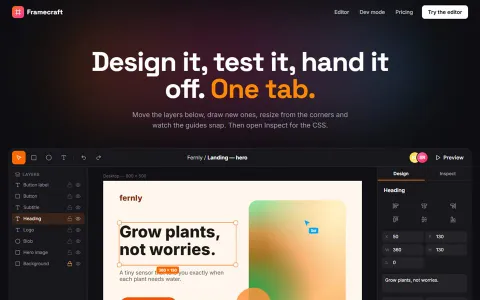 Framecraft
Editor
Dev mode
Pricing
Try the editor
Design it, test it, hand it
off. One tab.
Move the layers below, draw new ones, resize from the corners and
watch the guides snap. Then open Inspect for the CSS.
Fernly / Landing — hero
Preview
LAYERS
Button label
Button
Subtitle
Heading
Logo
Blob
Hero image
Background
fernly
Grow plants,
not worries.
A tiny sensor
you exactly when
each plant needs water.
Design
Inspect
Heading
X 50
Y 130
W 360
H 130
0
Grow plants, not worries.